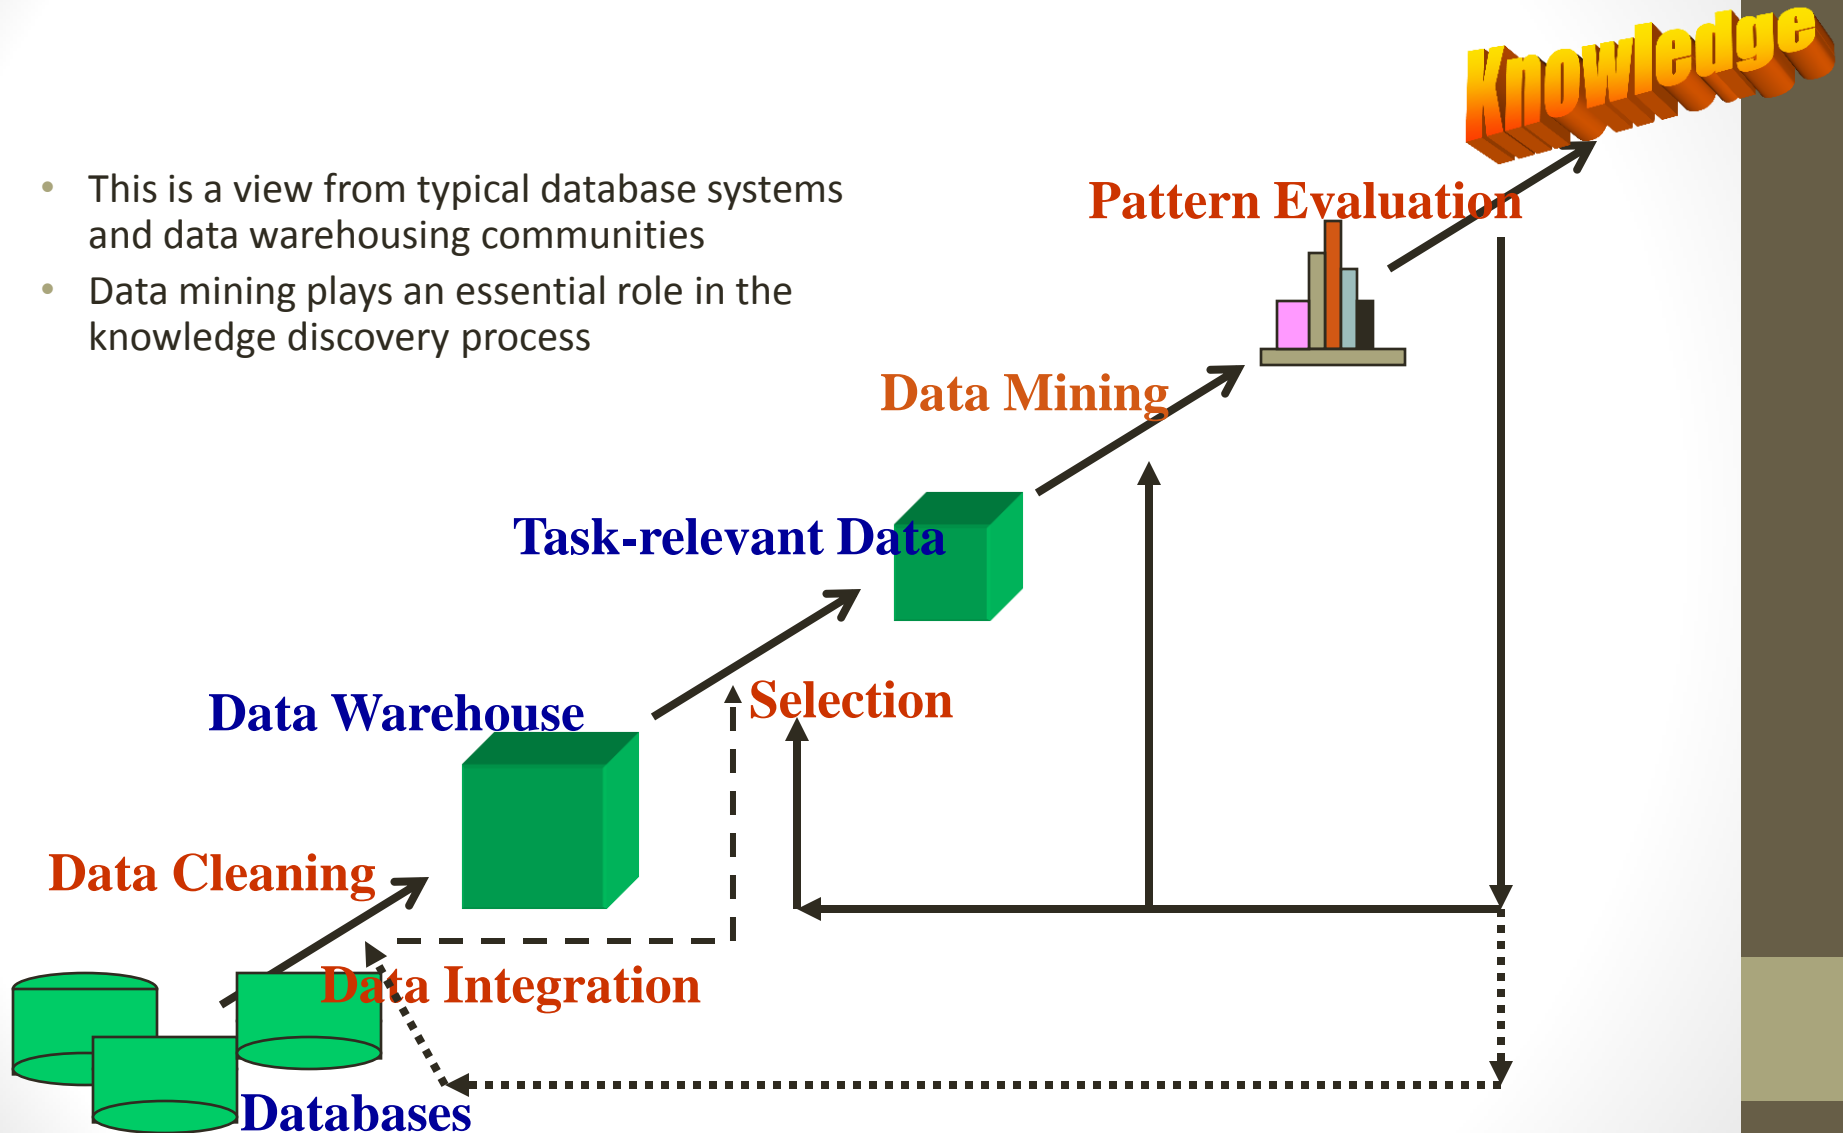 Knowledge
• This is a view from typical database systems
and data warehousing communities
• Data mining plays an essential role in the
knowledge discovery process
Pattern Evaluation
Data Mining
Task-relevant Data
Selection
Data Warehouse
Data Cleaning
Data Integration
Databases